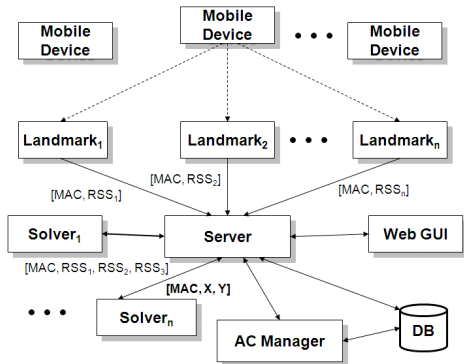 Mobile
Device
Mobile
Device
Mobile
Device
Landmark₁
Landmark₂
Landmarkₙ
[MAC, RSS₁]
[MAC, RSS₂]
[MAC, RSSₙ]
Solver₁
Server
Web GUI
[MAC, RSS₁, RSS₂, RSS₃]
[MAC, X, Y]
Solverₙ
AC Manager
DB